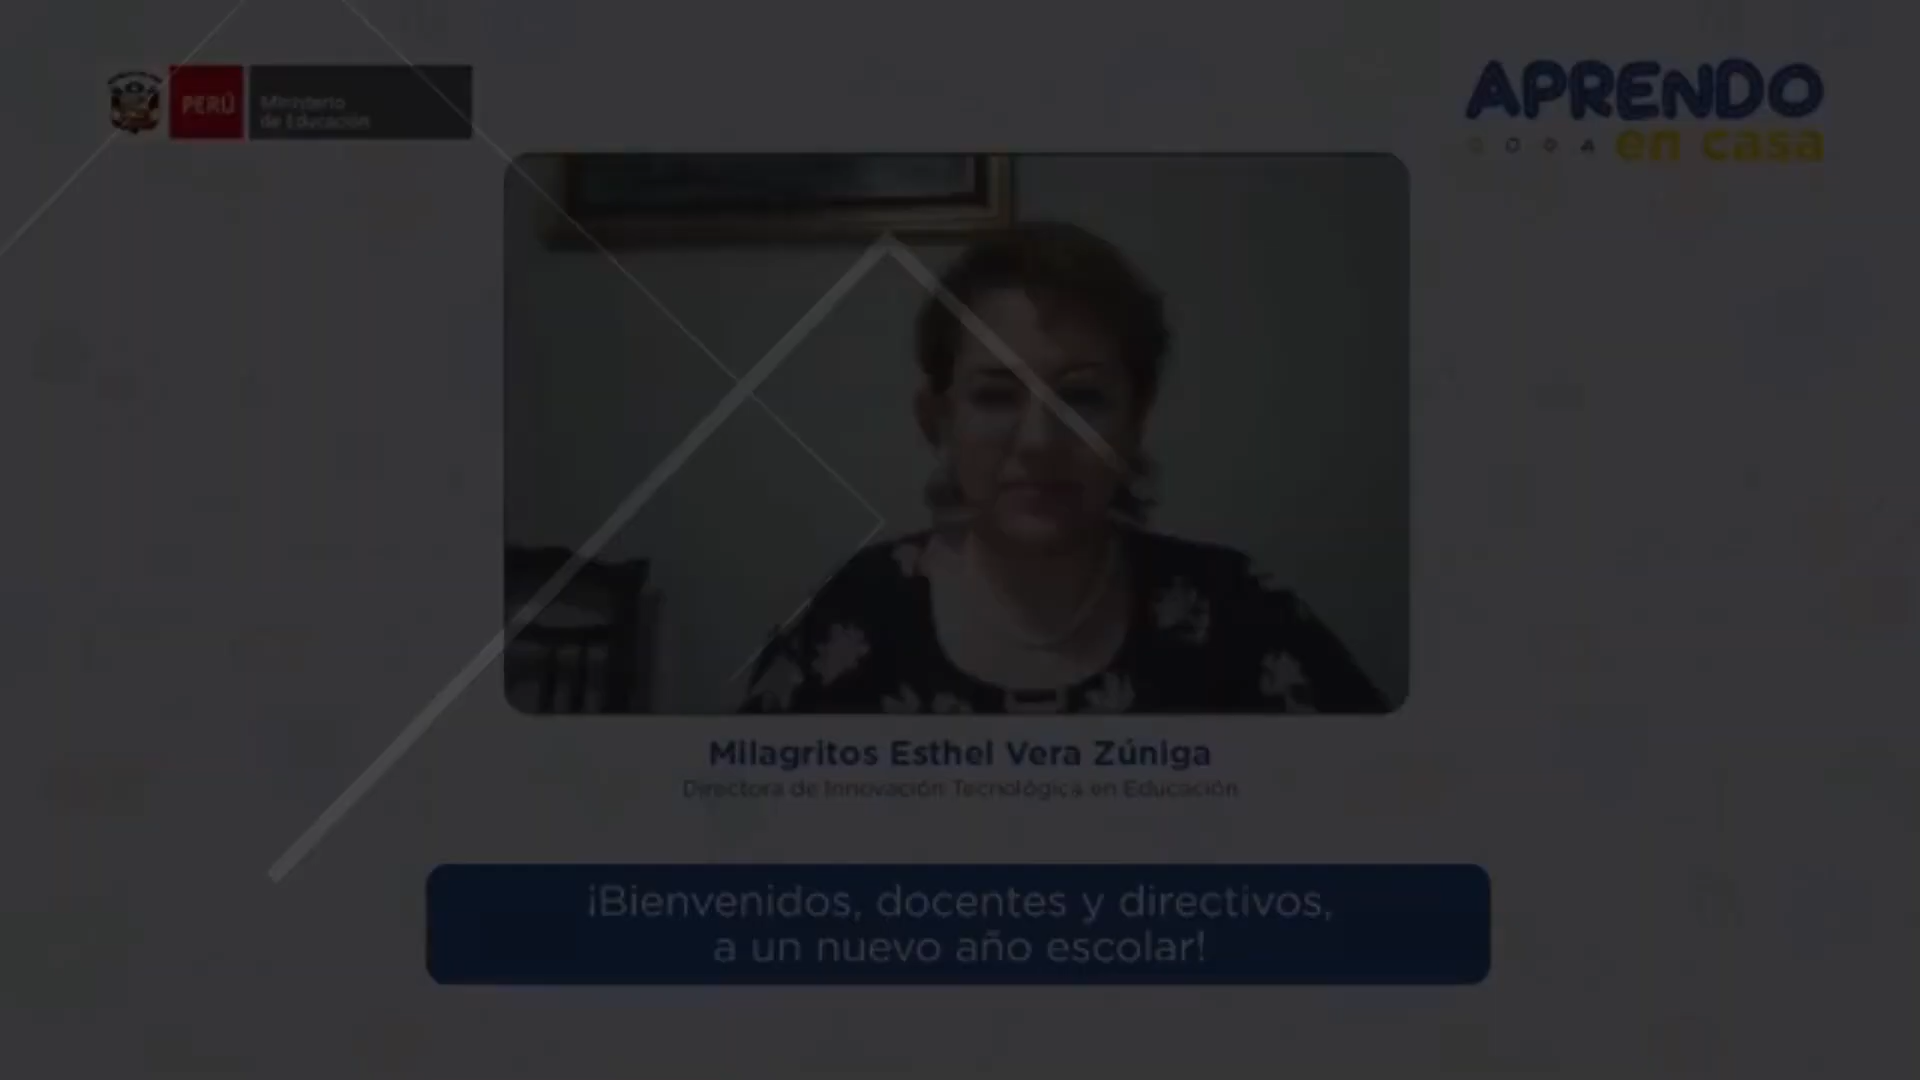 PERÚ
Ministerio
de Educación
APRENDO
en casa
Milagritos Esthel Vera Zúniga
Directora de Innovación Tecnológica en Educación
¡Bienvenidos, docentes y directivos,
a un nuevo año escolar!